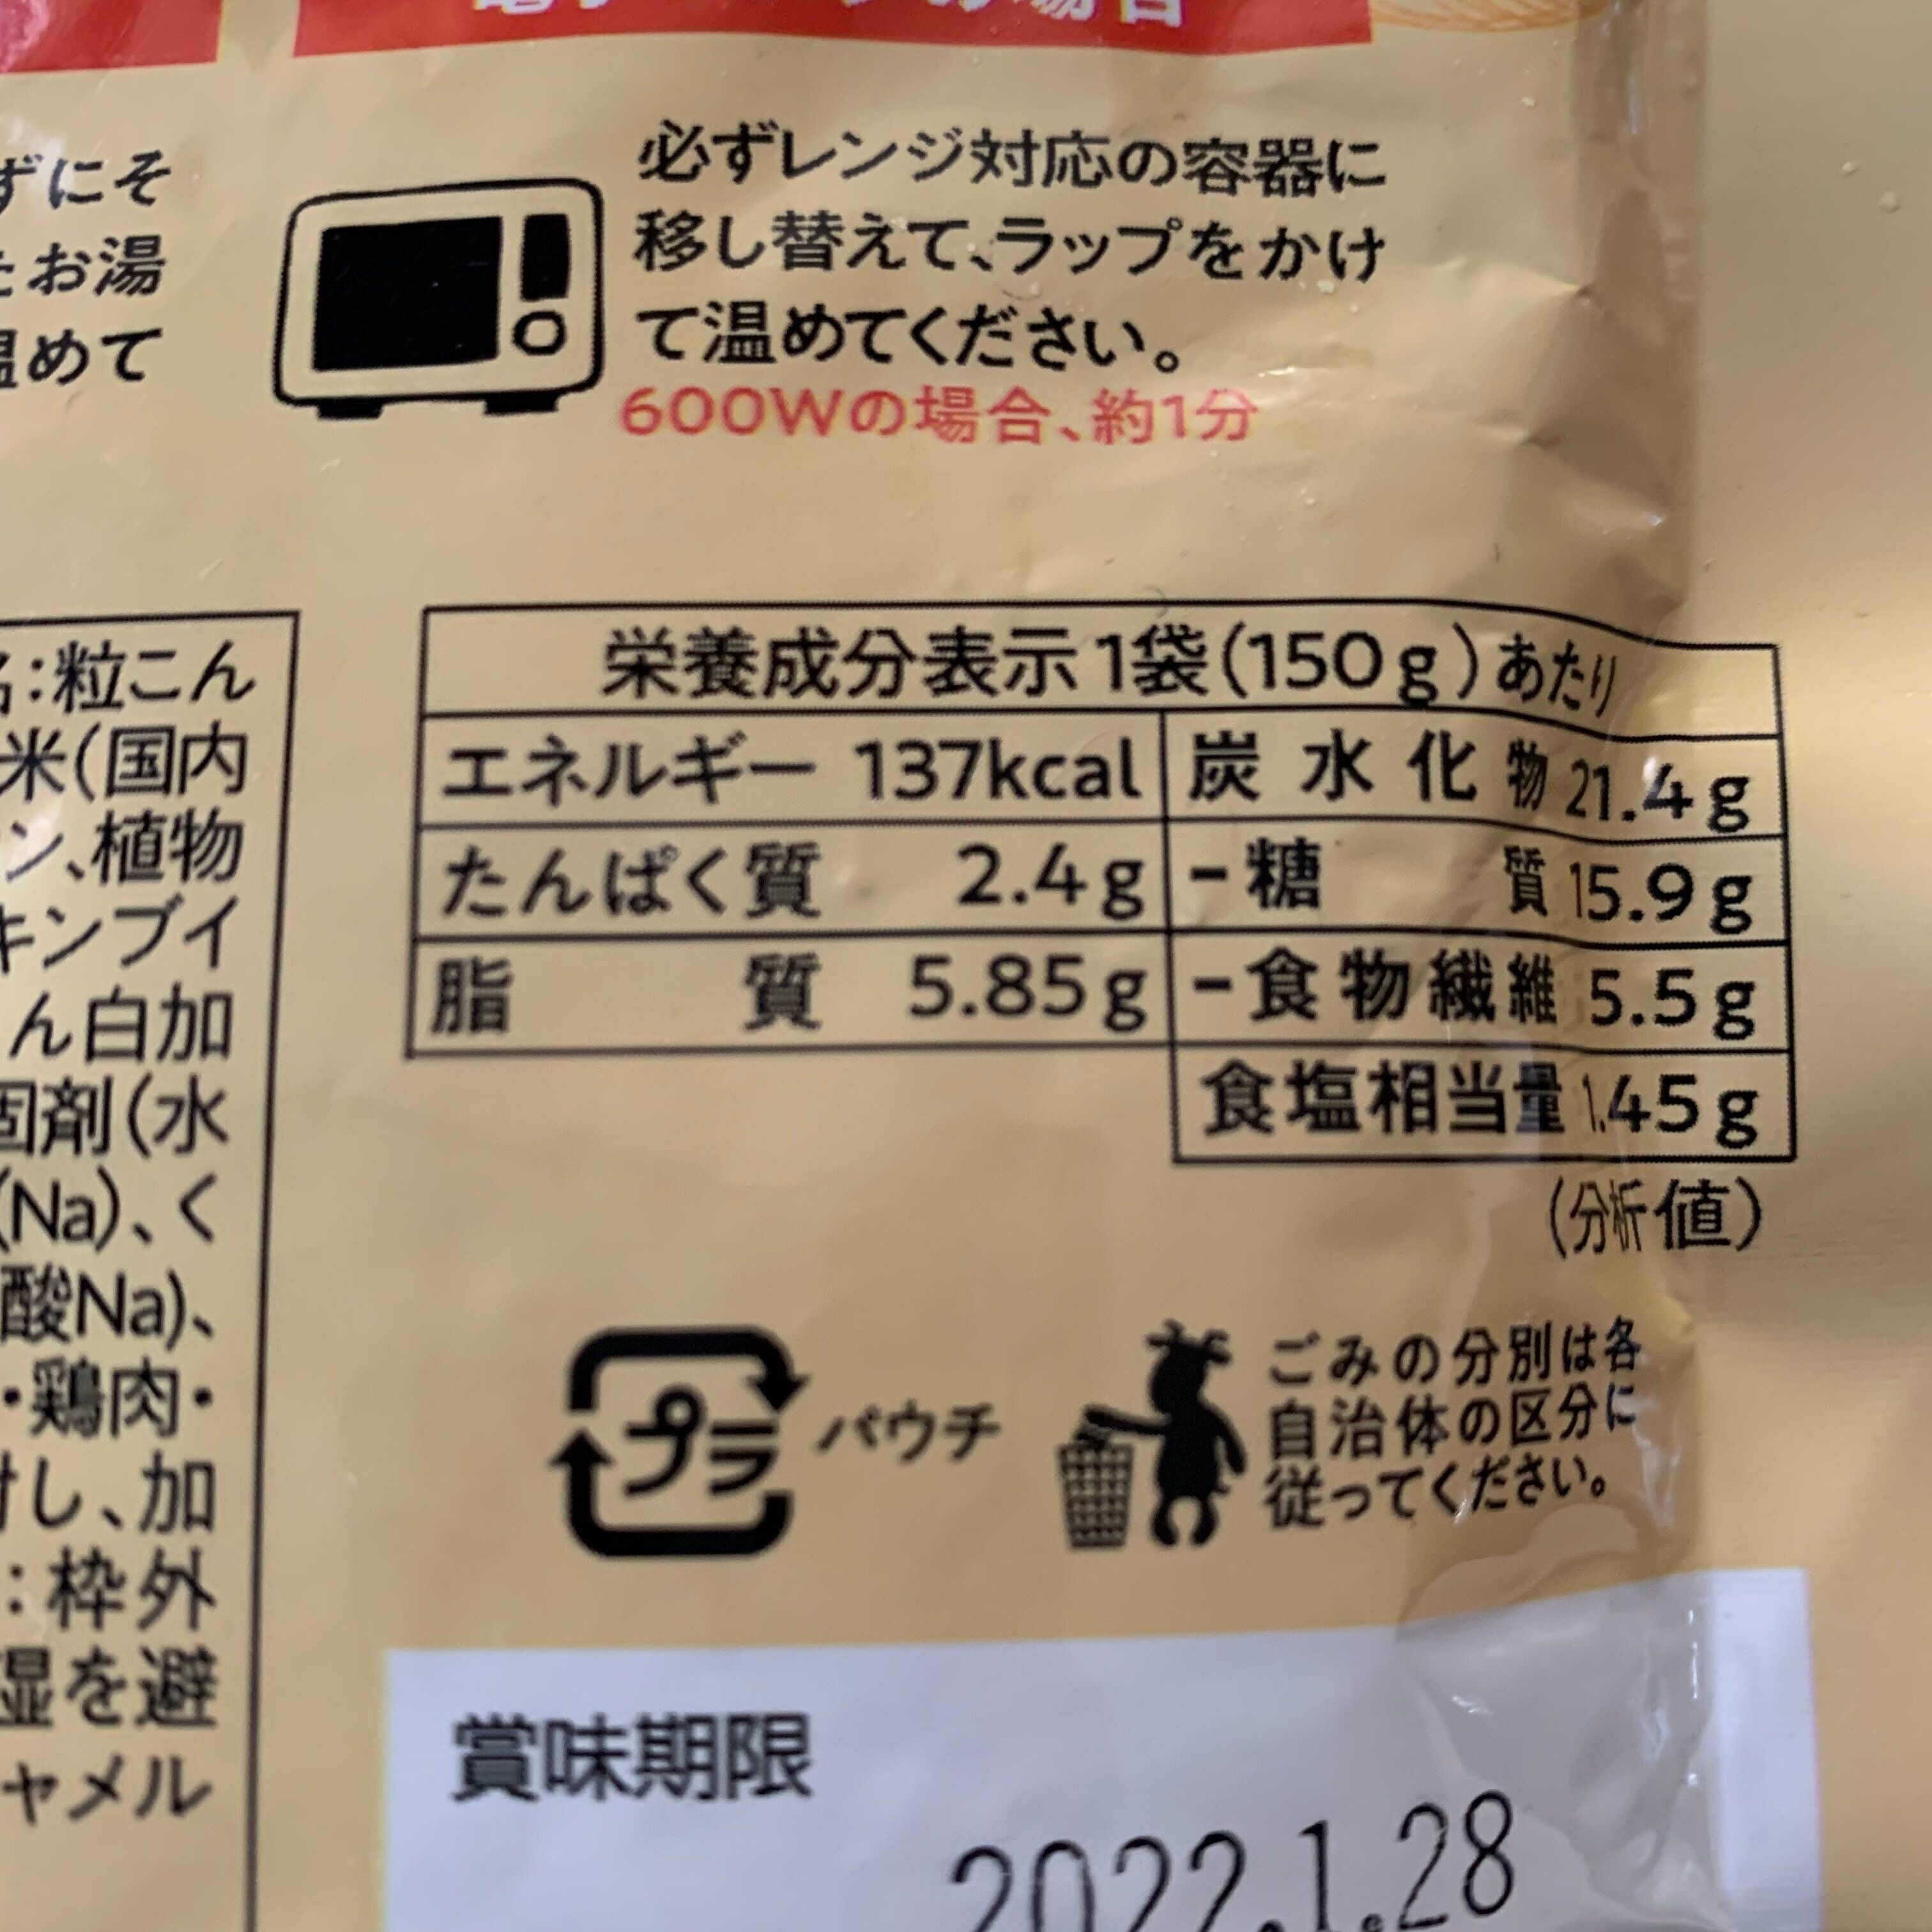 の場合
ずにそ
お湯
温めて
必ずレンジ対応の容器に
移し替えて、ラップをかけ
て温めてください。
600Wの場合、約1分
:粒こん
米(国内
ン、植物
キンブイ
ん白加
固剤(水
(Na)、く
酸Na)、
・鶏肉・
し、加
:枠外
湿を避
ャメル
栄養成分表示1袋(150g)あたり
エネルギー 137kcal
たんぱく質 2.4g
脂質 5.85g
炭水化物 21.4g
-糖質 15.9g
-食物繊維 5.5g
食塩相当量 1.45g
(分析値)
プラ
パウチ
ごみの分別は各
自治体の区分に
従ってください。
賞味期限
2022.1.28